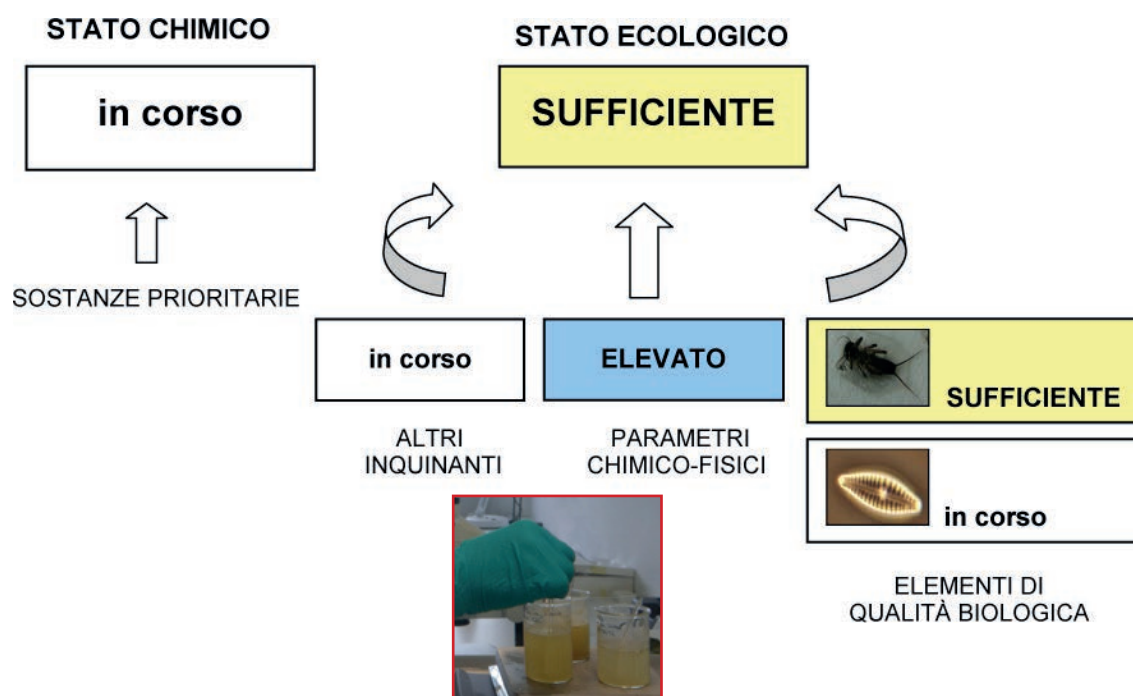 STATO CHIMICO
in corso
SOSTANZE PRIORITARIE
STATO ECOLOGICO
SUFFICIENTE
in corso
ALTRI
INQUINANTI
ELEVATO
PARAMETRI
CHIMICO-FISICI
SUFFICIENTE
in corso
ELEMENTI DI
QUALITÀ BIOLOGICA